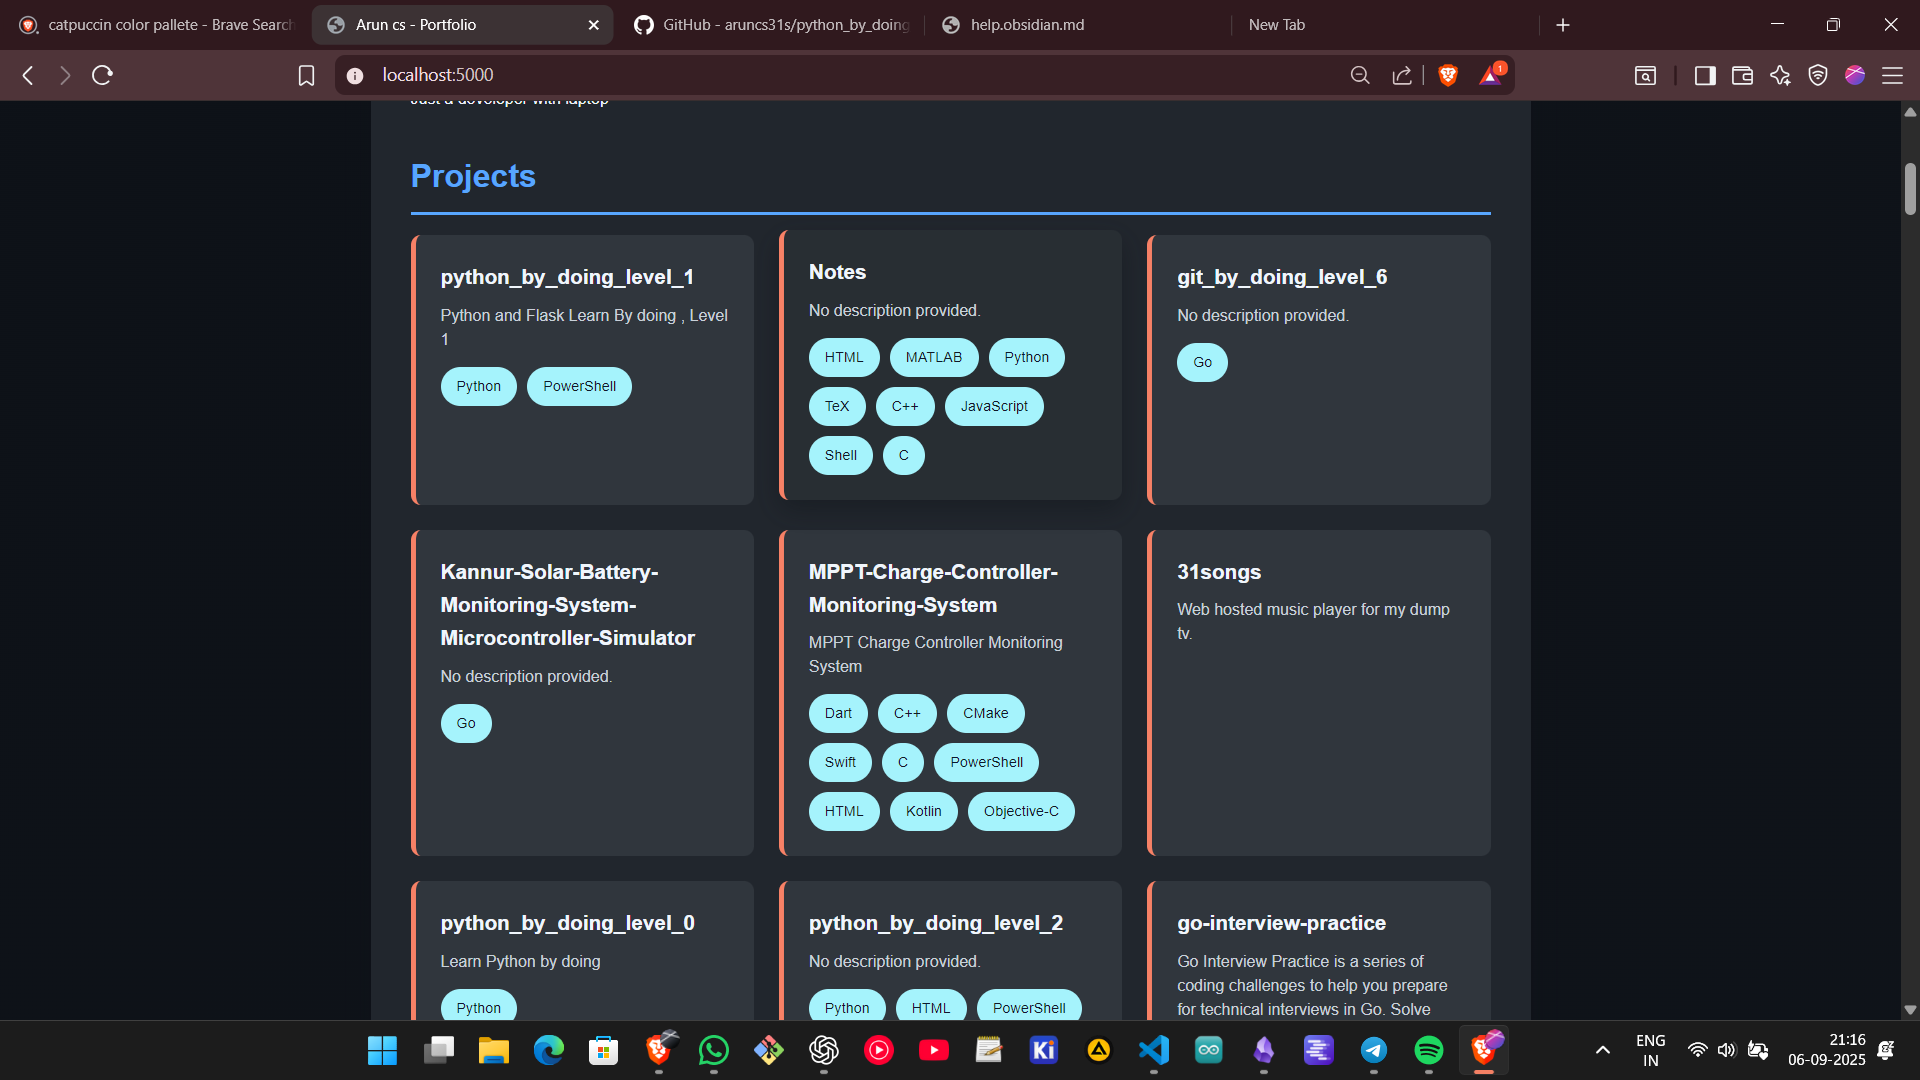 catpuccin color pallete - Brave Search
Arun cs - Portfolio
GitHub - aruncs31s/python_by_doing
help.obsidian.md
New Tab
localhost:5000
1
Just a developer with laptop
Projects
python_by_doing_level_1
Python and Flask Learn By doing , Level
1
Python PowerShell
Notes
No description provided.
HTML MATLAB Python
TeX C++ JavaScript
Shell C
git_by_doing_level_6
No description provided.
Go
Kannur-Solar-Battery-
Monitoring-System-
Microcontroller-Simulator
No description provided.
Go
MPPT-Charge-Controller-
Monitoring-System
MPPT Charge Controller Monitoring
System
Dart C++ CMake
Swift C PowerShell
HTML Kotlin Objective-C
31songs
Web hosted music player for my dump
tv.
python_by_doing_level_0
Learn Python by doing
Python
python_by_doing_level_2
No description provided.
Python HTML PowerShell
go-interview-practice
Go Interview Practice is a series of
coding challenges to help you prepare
for technical interviews in Go. Solve
Ki
ENG
IN
21:16
06-09-2025